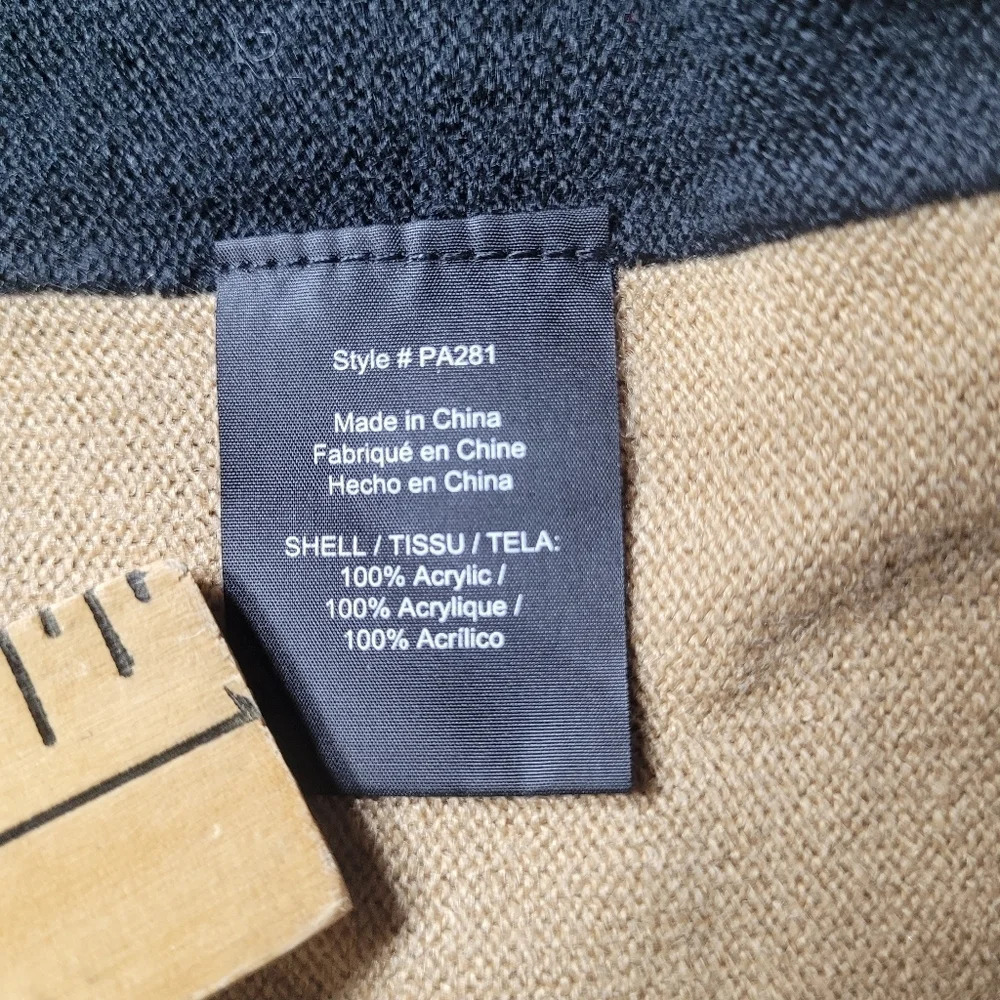 Style # PA281
Made in China
Fabriqué en Chine
Hecho en China
SHELL / TISSU / TELA:
100% Acrylic /
100% Acrylique /
100% Acrílico